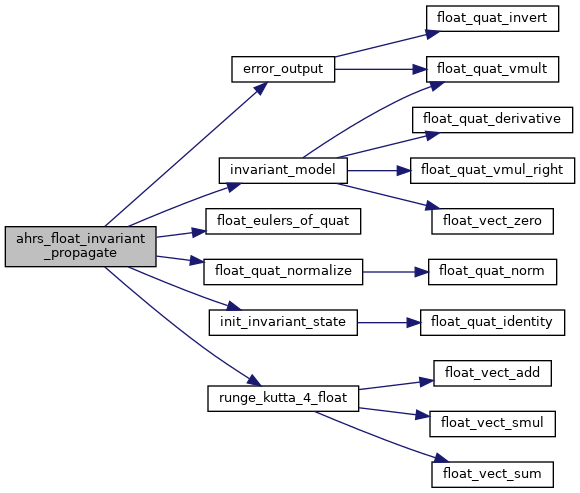 ahrs_float_invariant
_propagate
error_output
float_quat_invert
float_quat_vmult
invariant_model
float_quat_derivative
float_quat_vmul_right
float_vect_zero
float_eulers_of_quat
float_quat_normalize
float_quat_norm
init_invariant_state
float_quat_identity
runge_kutta_4_float
float_vect_add
float_vect_smul
float_vect_sum